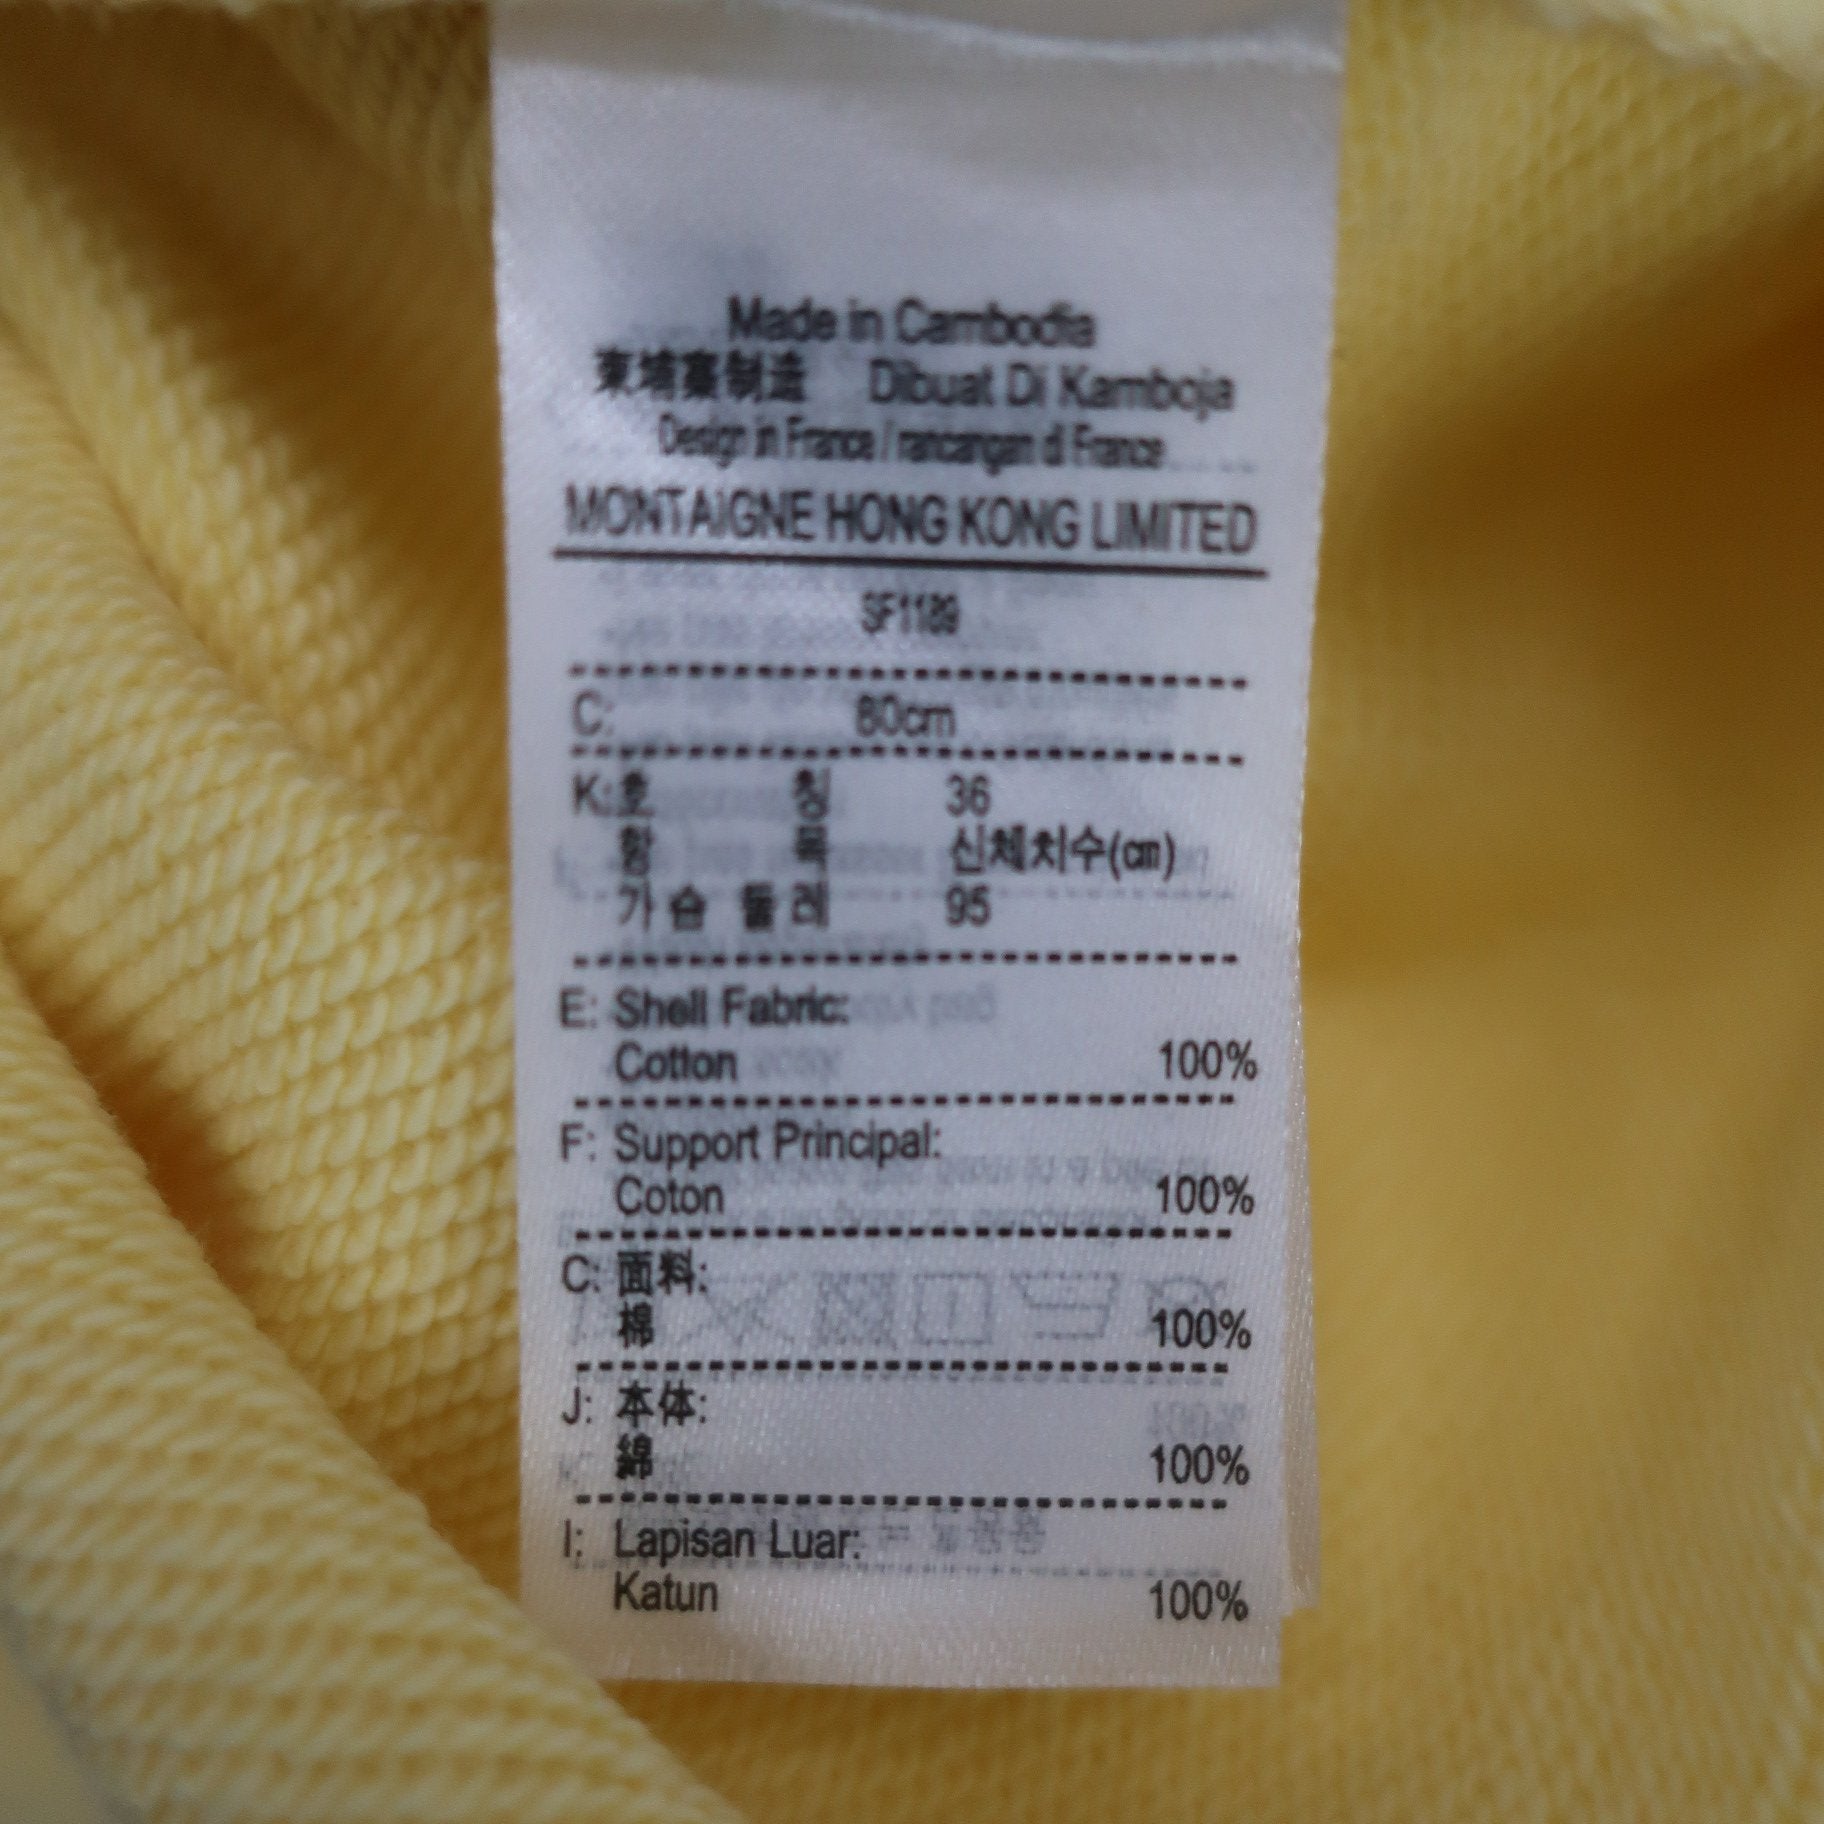 Made in Cambodia
柬埔寨制造 Dibuat Di Kamboja
Design in France / rancangan di France
MONTAIGNE HONG KONG LIMITED
SF1189
C: 80cm
K: 호 칭 36
항 목 신체치수(㎝)
가슴 둘레 95
E: Shell Fabric:
Cotton 100%
F: Support Principal:
Coton 100%
C: 面料:
棉 100%
J: 本体:
綿 100%
I: Lapisan Luar:
Katun 100%